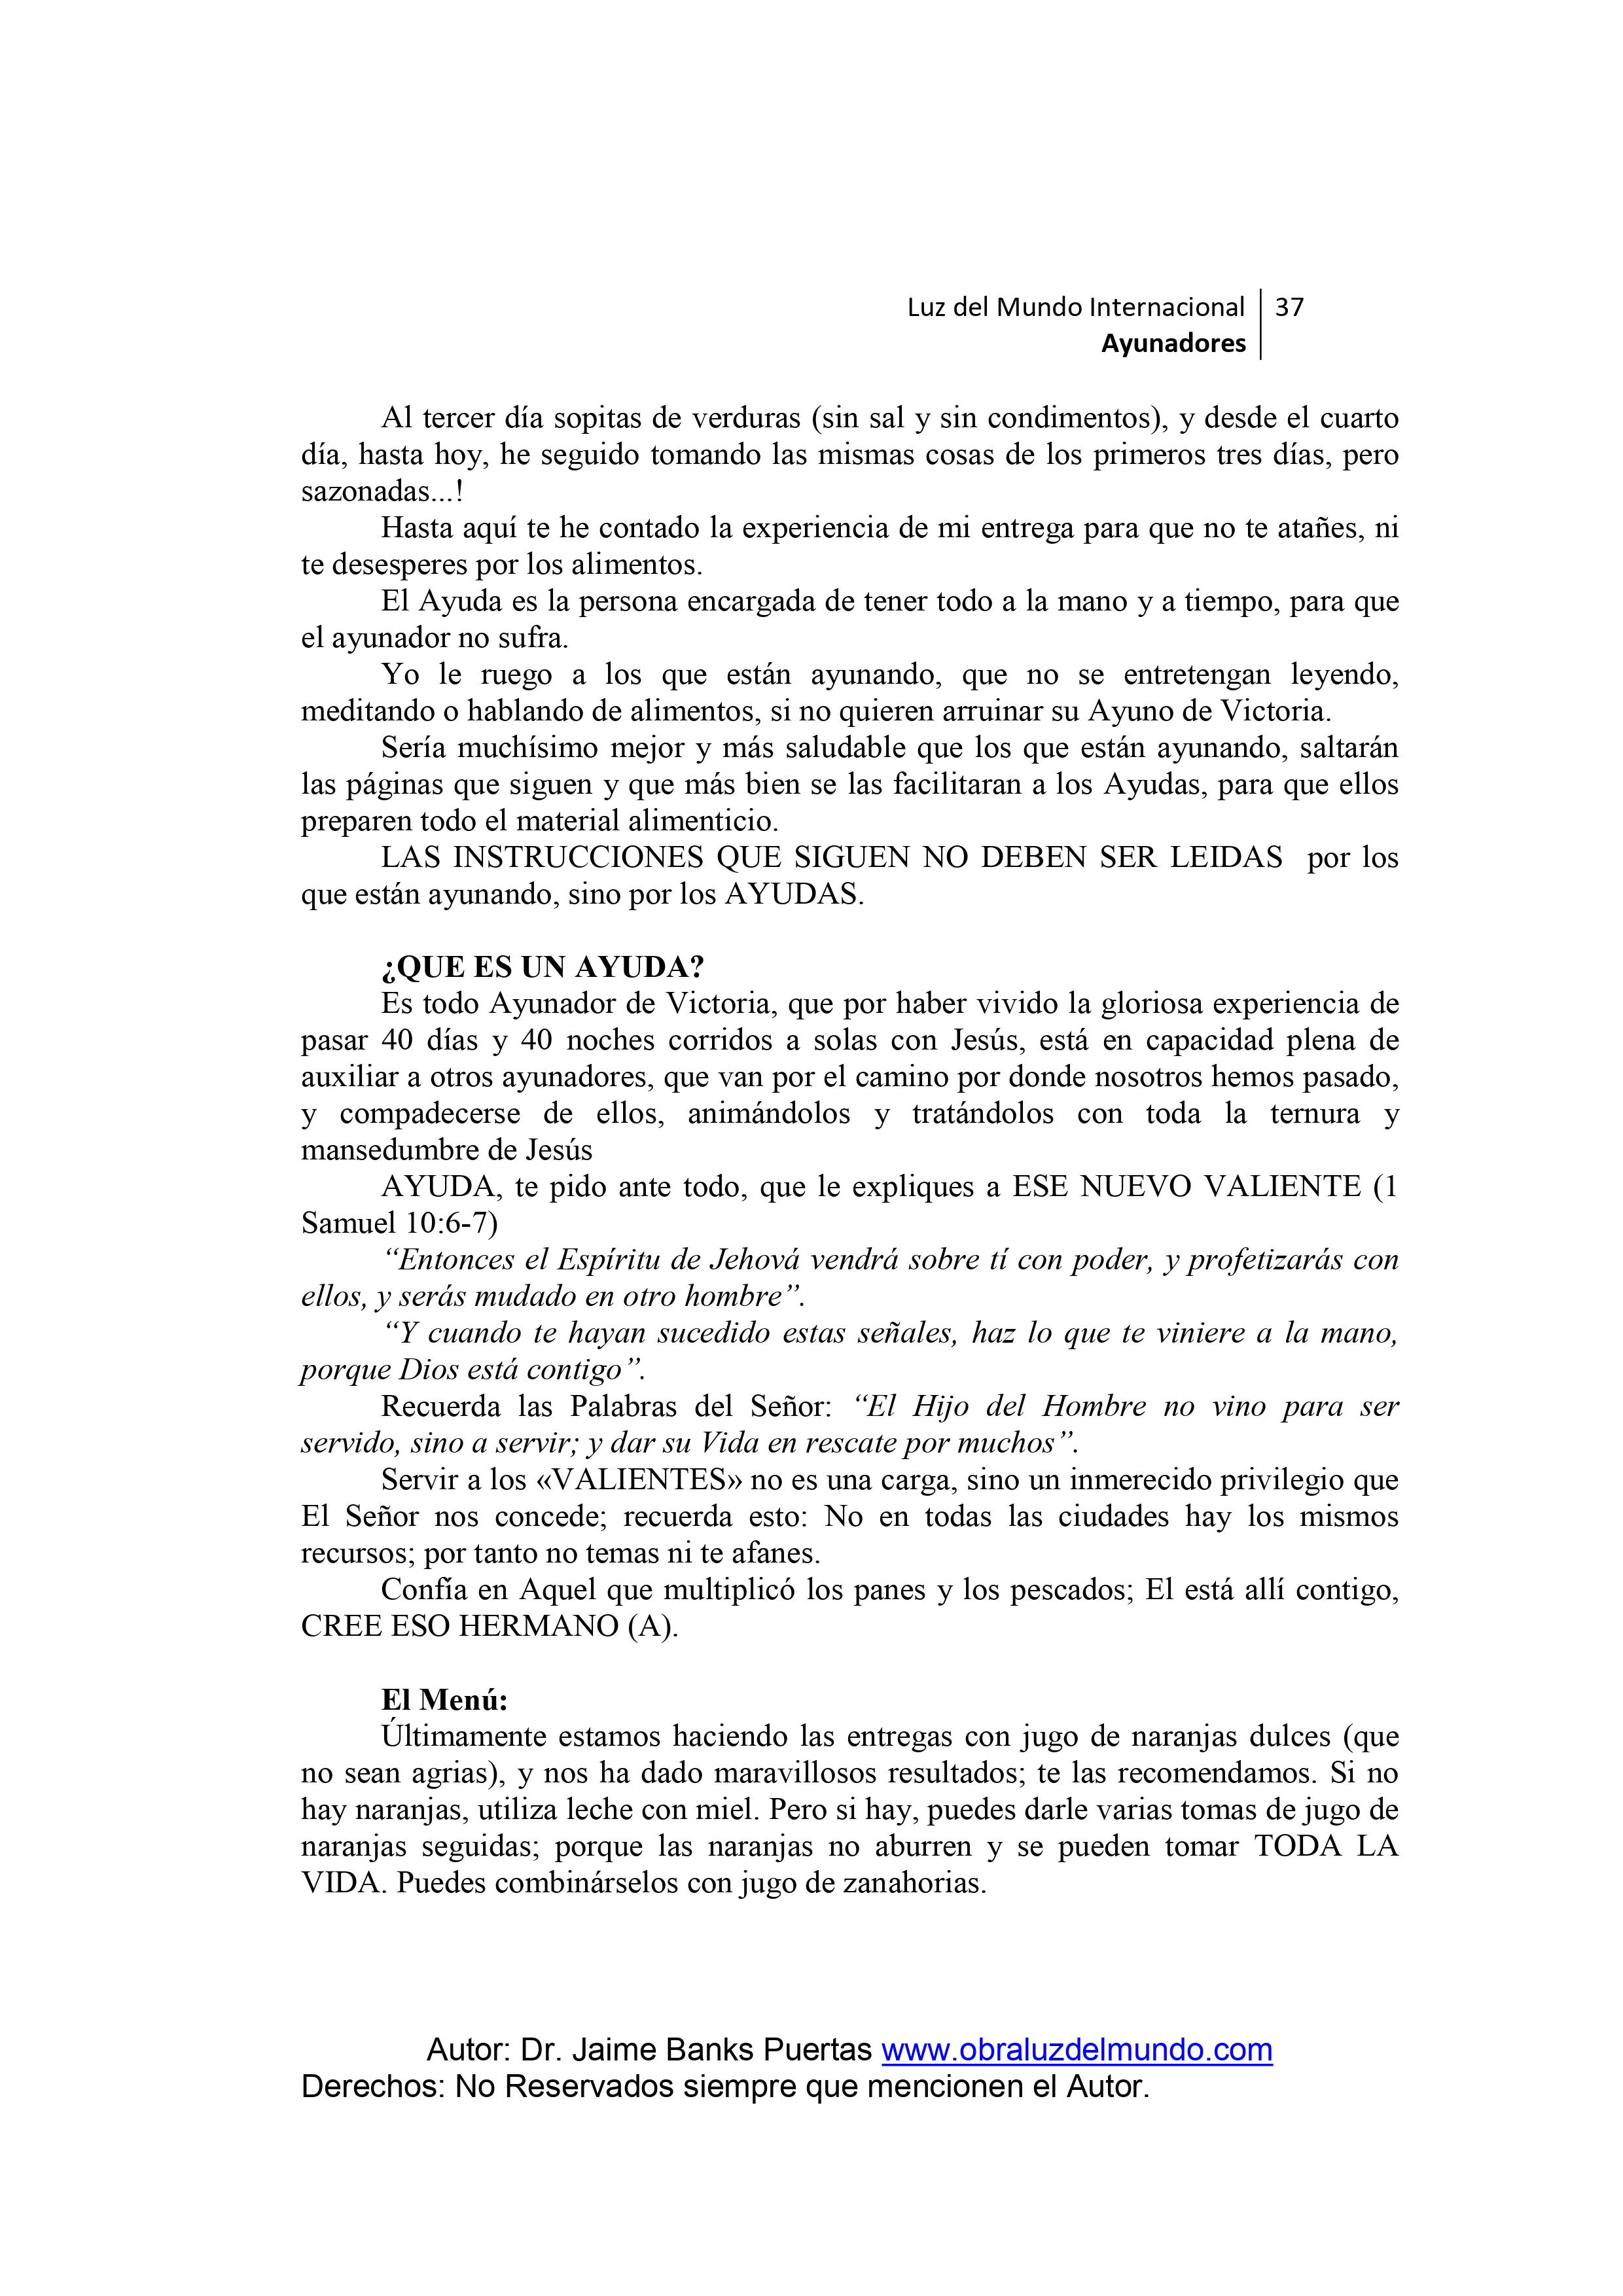 Luz del Mundo Internacional 37
Ayunadores
Al tercer día sopitas de verduras (sin sal y sin condimentos), y desde el cuarto
día, hasta hoy, he seguido tomando las mismas cosas de los primeros tres días, pero
sazonadas...!
Hasta aquí te he contado la experiencia de mi entrega para que no te atañes, ni
te desesperes por los alimentos.
El Ayuda es la persona encargada de tener todo a la mano y a tiempo, para que
el ayunador no sufra.
Yo le ruego a los que están ayunando, que no se entretengan leyendo,
meditando o hablando de alimentos, si no quieren arruinar su Ayuno de Victoria.
Sería muchísimo mejor y más saludable que los que están ayunando, saltarán
las páginas que siguen y que más bien se las facilitaran a los Ayudas, para que ellos
preparen todo el material alimenticio.
LAS INSTRUCCIONES QUE SIGUEN NO DEBEN SER LEIDAS por los
que están ayunando, sino por los AYUDAS.
¿QUE ES UN AYUDA?
Es todo Ayunador de Victoria, que por haber vivido la gloriosa experiencia de
pasar 40 días y 40 noches corridos a solas con Jesús, está en capacidad plena de
auxiliar a otros ayunadores, que van por el camino por donde nosotros hemos pasado,
y compadecerse de ellos, animándolos y tratándolos con toda la ternura y
mansedumbre de Jesús
AYUDA, te pido ante todo, que le expliques a ESE NUEVO VALIENTE (1
Samuel 10:6-7)
“Entonces el Espíritu de Jehová vendrá sobre tí con poder, y profetizarás con
ellos, y serás mudado en otro hombre”.
“Y cuando te hayan sucedido estas señales, haz lo que te viniere a la mano,
porque Dios está contigo”.
Recuerda las Palabras del Señor: “El Hijo del Hombre no vino para ser
servido, sino a servir; y dar su Vida en rescate por muchos”.
Servir a los «VALIENTES» no es una carga, sino un inmerecido privilegio que
El Señor nos concede; recuerda esto: No en todas las ciudades hay los mismos
recursos; por tanto no temas ni te afanes.
Confía en Aquel que multiplicó los panes y los pescados; El está allí contigo,
CREE ESO HERMANO (A).
El Menú:
Últimamente estamos haciendo las entregas con jugo de naranjas dulces (que
no sean agrias), y nos ha dado maravillosos resultados; te las recomendamos. Si no
hay naranjas, utiliza leche con miel. Pero si hay, puedes darle varias tomas de jugo de
naranjas seguidas; porque las naranjas no aburren y se pueden tomar TODA LA
VIDA. Puedes combinárselos con jugo de zanahorias.
Autor: Dr. Jaime Banks Puertas www.obraluzdelmundo.com
Derechos: No Reservados siempre que mencionen el Autor.